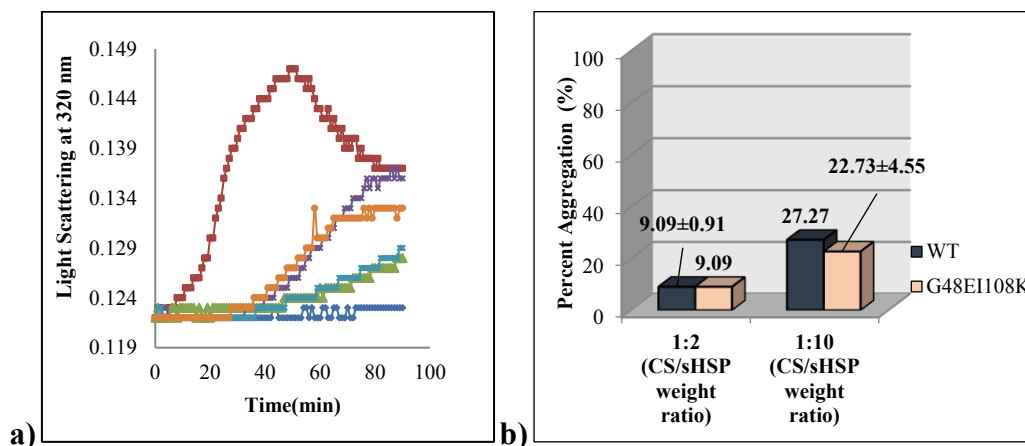 0.149
0.144
0.139
0.134
0.129
0.124
0.119
Light Scattering at 320 nm
0 20 40 60 80 100
Time(min)
a)
100
80
60
40
20
0
Percent Aggregation (%)
9.09±0.91
9.09
27.27
22.73±4.55
WT
G48EI108K
1:2
(CS/sHSP
weight
ratio)
1:10
(CS/sHSP
weight
ratio)
b)